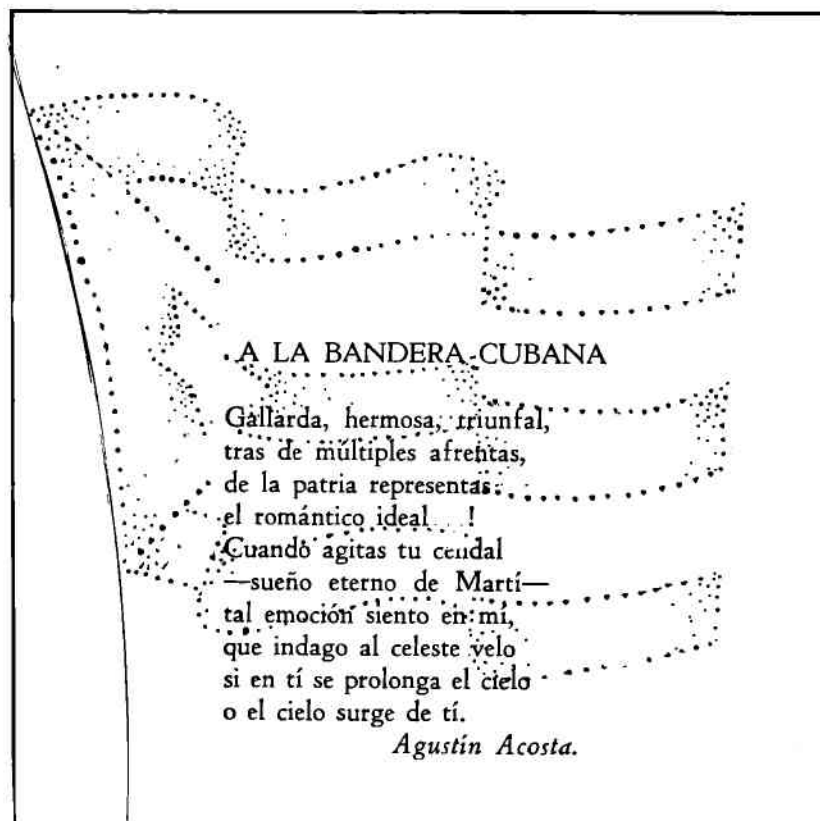 A LA BANDERA CUBANA
Gallarda, hermosa, triunfal,
tras de múltiples afrentas,
de la patria representas
el romántico ideal...!
Cuando agitas tu cendal
—sueño eterno de Martí—
tal emoción siento en mí,
que indago al celeste velo
si en tí se prolonga el cielo
o el cielo surge de tí.
Agustín Acosta.